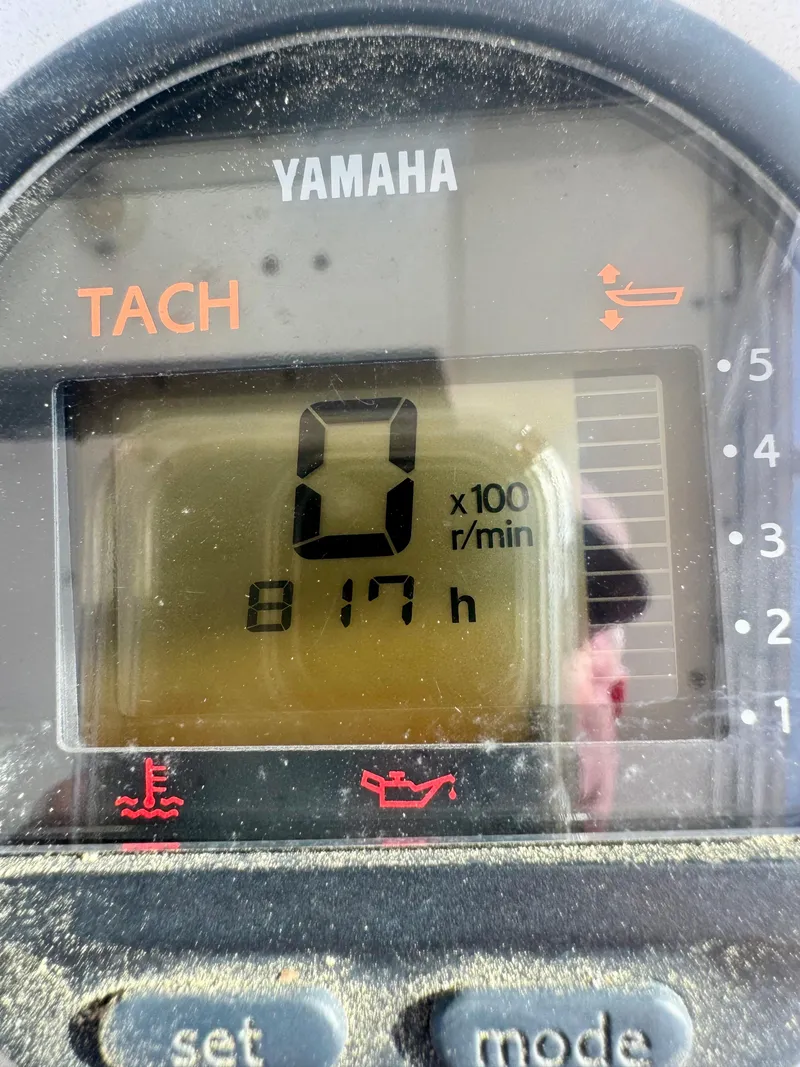 YAMAHA
TACH
5
4
0
x100
r/min
3
817 h
2
1
set
mode